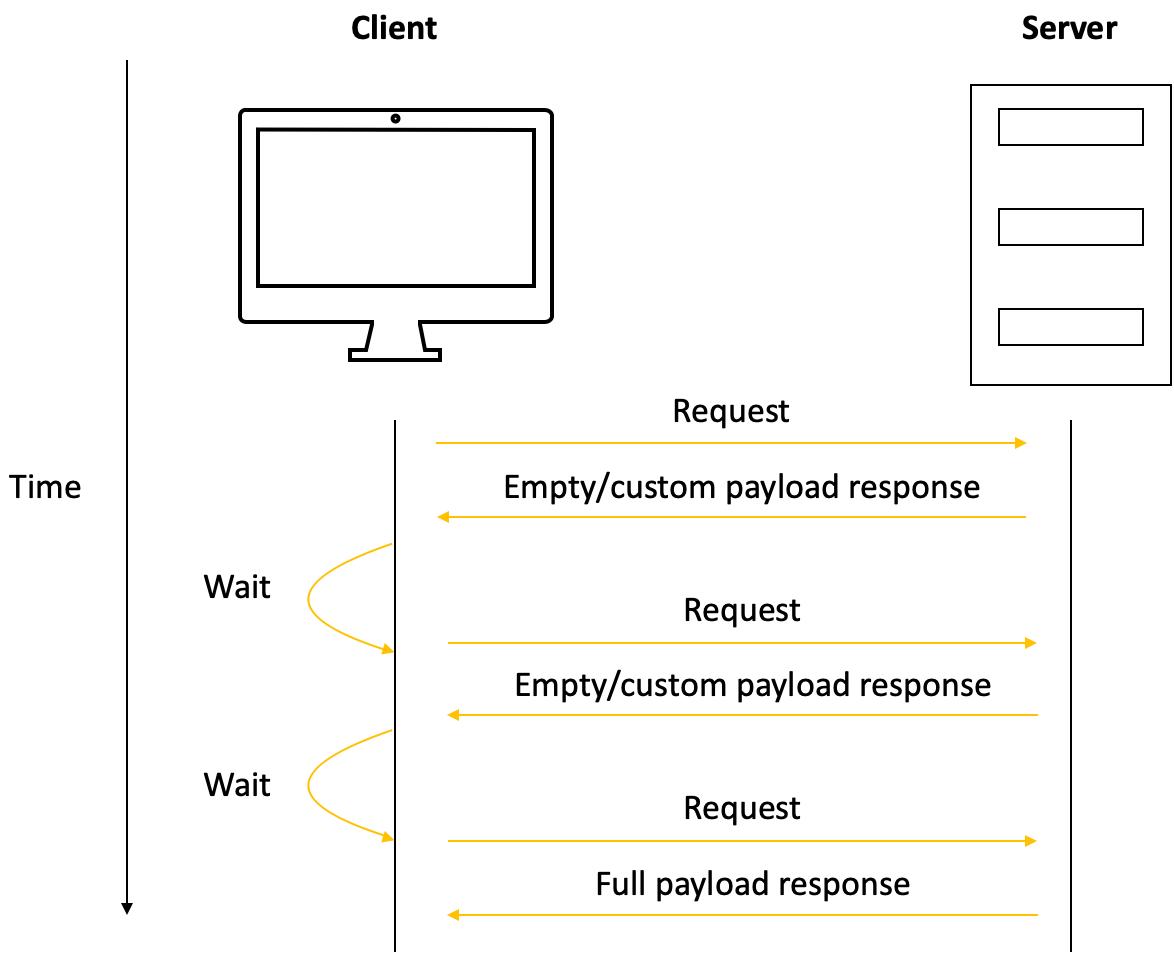 Client
Server
Request
Time
Empty/custom payload response
Wait
Request
Empty/custom payload response
Wait
Request
Full payload response